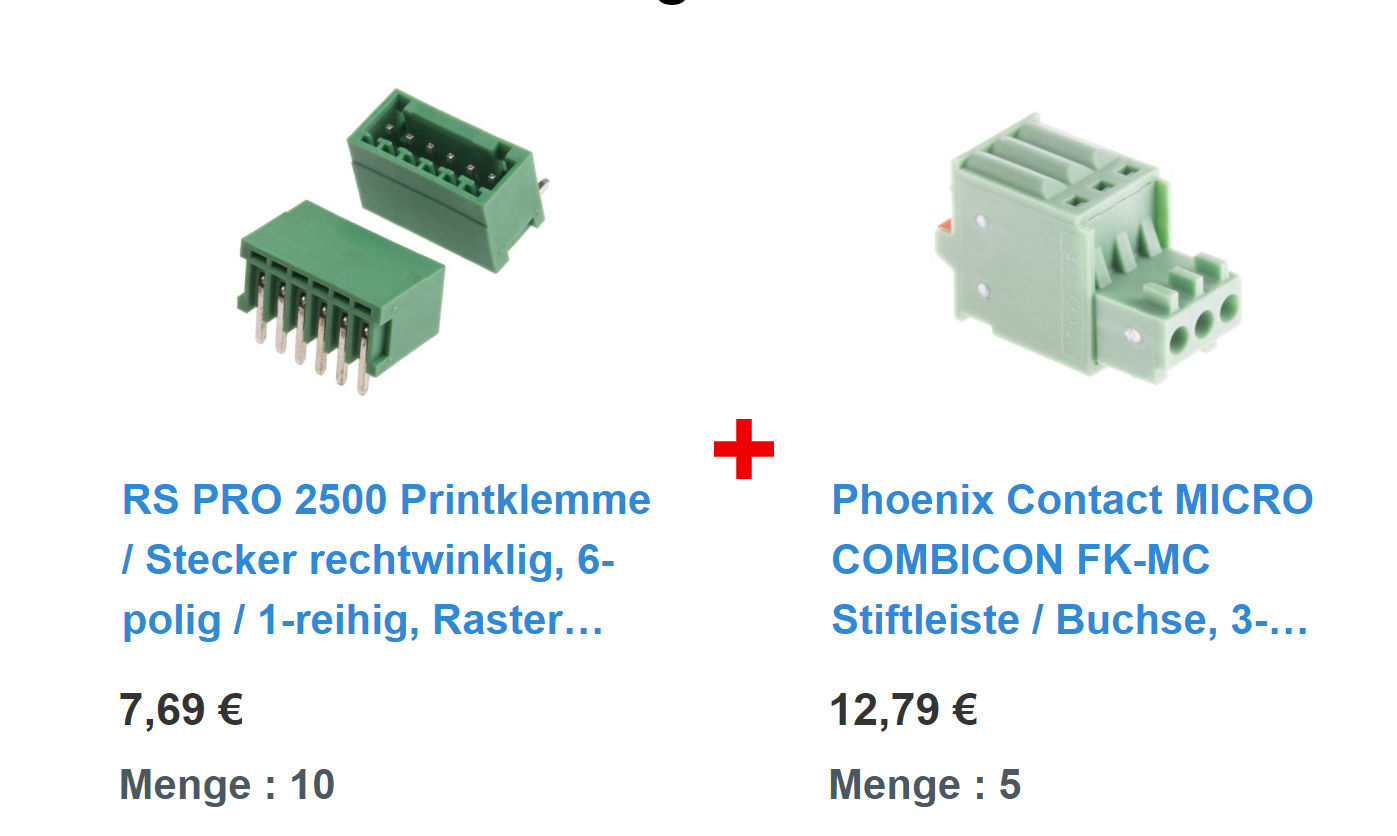 RS PRO 2500 Printklemme
/ Stecker rechtwinklig, 6-
polig / 1-reihig, Raster…
7,69 €
Menge : 10
Phoenix Contact MICRO
COMBICON FK-MC
Stiftleiste / Buchse, 3-…
12,79 €
Menge : 5